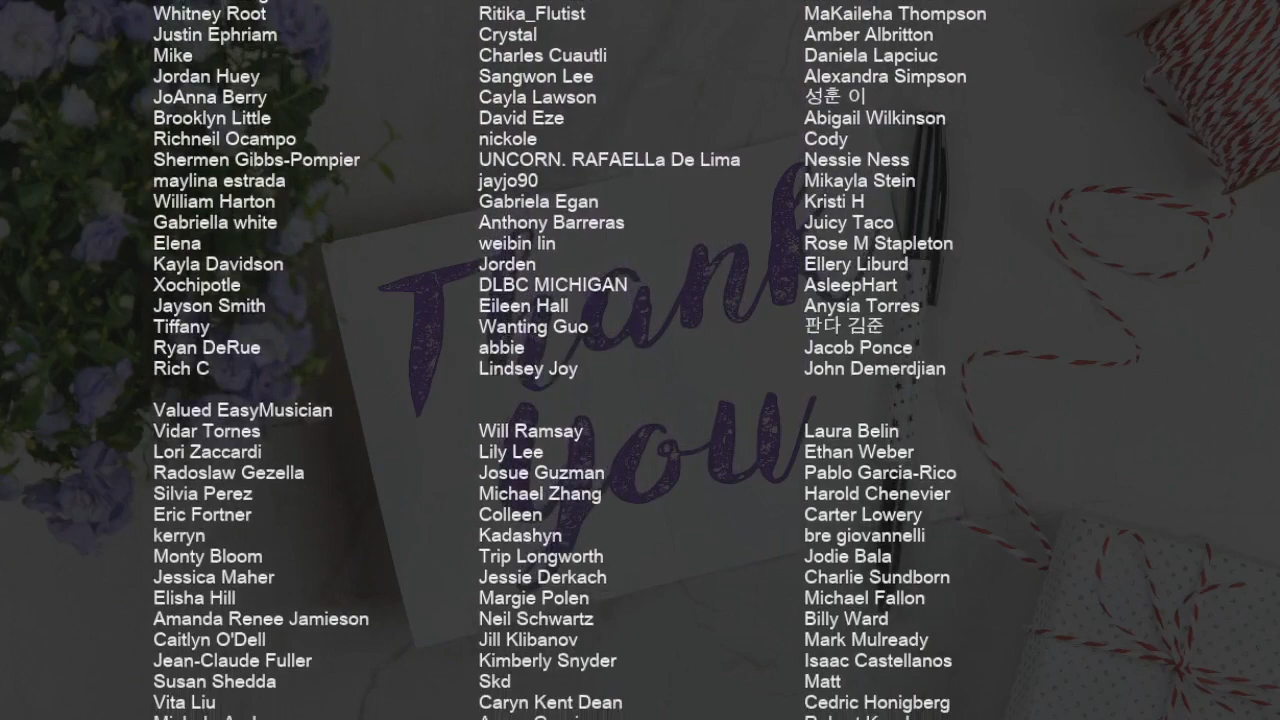 Whitney Root
Justin Ephriam
Mike
Jordan Huey
JoAnna Berry
Brooklyn Little
Richneil Ocampo
Shermen Gibbs-Pompier
maylina estrada
William Harton
Gabriella white
Elena
Kayla Davidson
Xochipotle
Jayson Smith
Tiffany
Ryan DeRue
Rich C
Ritika_Flutist
Crystal
Charles Cuautli
Sangwon Lee
Cayla Lawson
David Eze
nickole
UNCORN. RAFAELLa De Lima
jayjo90
Gabriela Egan
Anthony Barreras
weibin lin
Jorden
DLBC MICHIGAN
Eileen Hall
Wanting Guo
abbie
Lindsey Joy
MaKaileha Thompson
Amber Albritton
Daniela Lapciuc
Alexandra Simpson
성훈 이
Abigail Wilkinson
Cody
Nessie Ness
Mikayla Stein
Kristi H
Juicy Taco
Rose M Stapleton
Ellery Liburd
AsleepHart
Anysia Torres
판다 김준
Jacob Ponce
John Demerdjian
Valued EasyMusician
Vidar Tornes
Lori Zaccardi
Radoslaw Gezella
Silvia Perez
Eric Fortner
kerryn
Monty Bloom
Jessica Maher
Elisha Hill
Amanda Renee Jamieson
Caitlyn O'Dell
Jean-Claude Fuller
Susan Shedda
Vita Liu
Will Ramsay
Lily Lee
Josue Guzman
Michael Zhang
Colleen
Kadashyn
Trip Longworth
Jessie Derkach
Margie Polen
Neil Schwartz
Jill Klibanov
Kimberly Snyder
Skd
Caryn Kent Dean
Laura Belin
Ethan Weber
Pablo Garcia-Rico
Harold Chenevier
Carter Lowery
bre giovannelli
Jodie Bala
Charlie Sundborn
Michael Fallon
Billy Ward
Mark Mulready
Isaac Castellanos
Matt
Cedric Honigberg
Thank
you